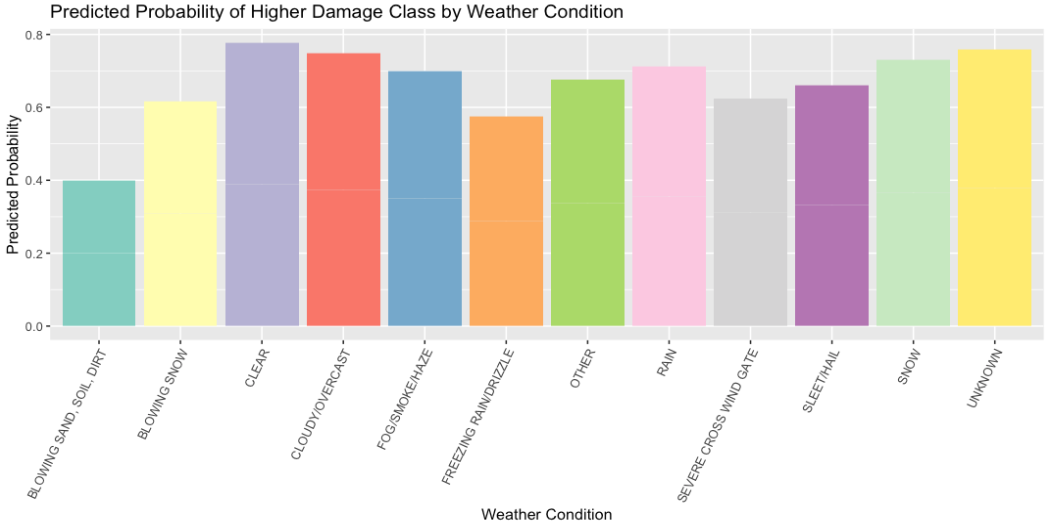 Predicted Probability of Higher Damage Class by Weather Condition
Predicted Probability
0.8
0.6
0.4
0.2
0.0
BLOWING SAND, SOIL, DIRT
BLOWING SNOW
CLEAR
CLOUDY/OVERCAST
FOG/SMOKE/HAZE
FREEZING RAIN/DRIZZLE
OTHER
RAIN
SEVERE CROSS WIND GATE
SLEET/HAIL
SNOW
UNKNOWN
Weather Condition